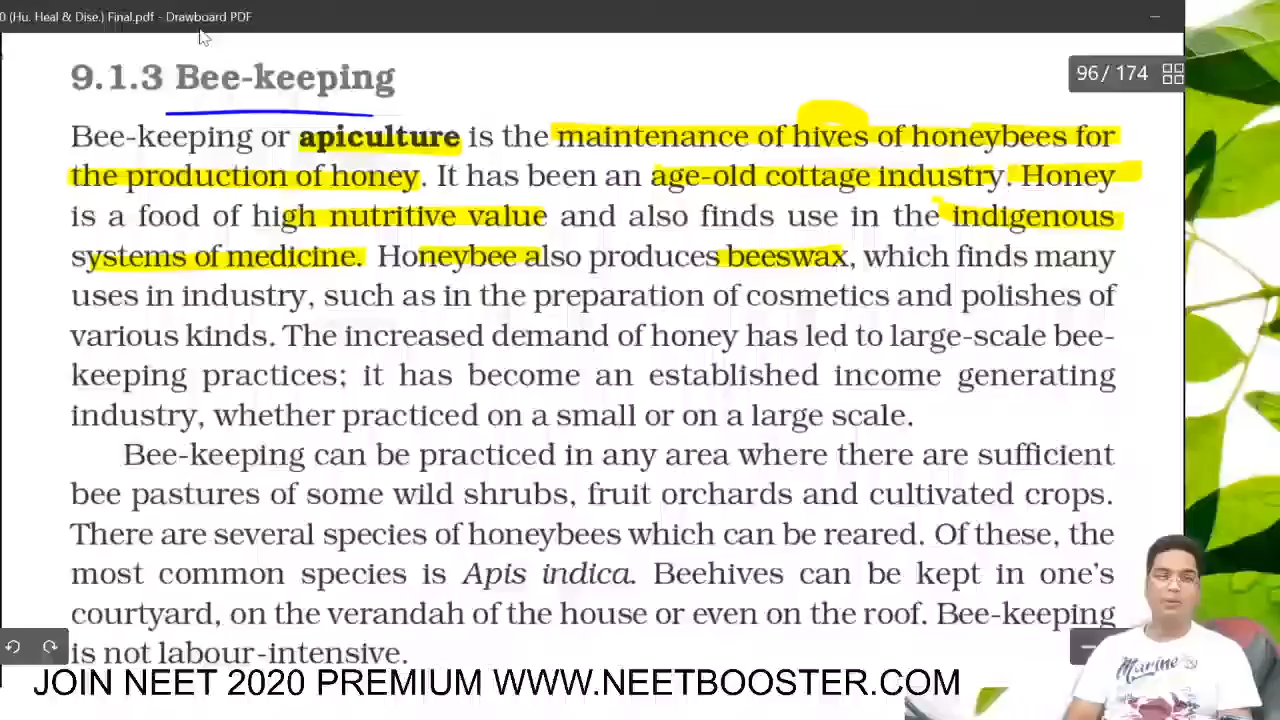 0 (Hu. Heal & Dise.) Final.pdf - Drawboard PDF
96 / 174
9.1.3 Bee-keeping
Bee-keeping or apiculture is the maintenance of hives of honeybees for
the production of honey. It has been an age-old cottage industry. Honey
is a food of high nutritive value and also finds use in the indigenous
systems of medicine. Honeybee also produces beeswax, which finds many
uses in industry, such as in the preparation of cosmetics and polishes of
various kinds. The increased demand of honey has led to large-scale bee-
keeping practices; it has become an established income generating
industry, whether practiced on a small or on a large scale.
Bee-keeping can be practiced in any area where there are sufficient
bee pastures of some wild shrubs, fruit orchards and cultivated crops.
There are several species of honeybees which can be reared. Of these, the
most common species is Apis indica. Beehives can be kept in one's
courtyard, on the verandah of the house or even on the roof. Bee-keeping
is not labour-intensive.
Marine
JOIN NEET 2020 PREMIUM WWW.NEETBOOSTER.COM